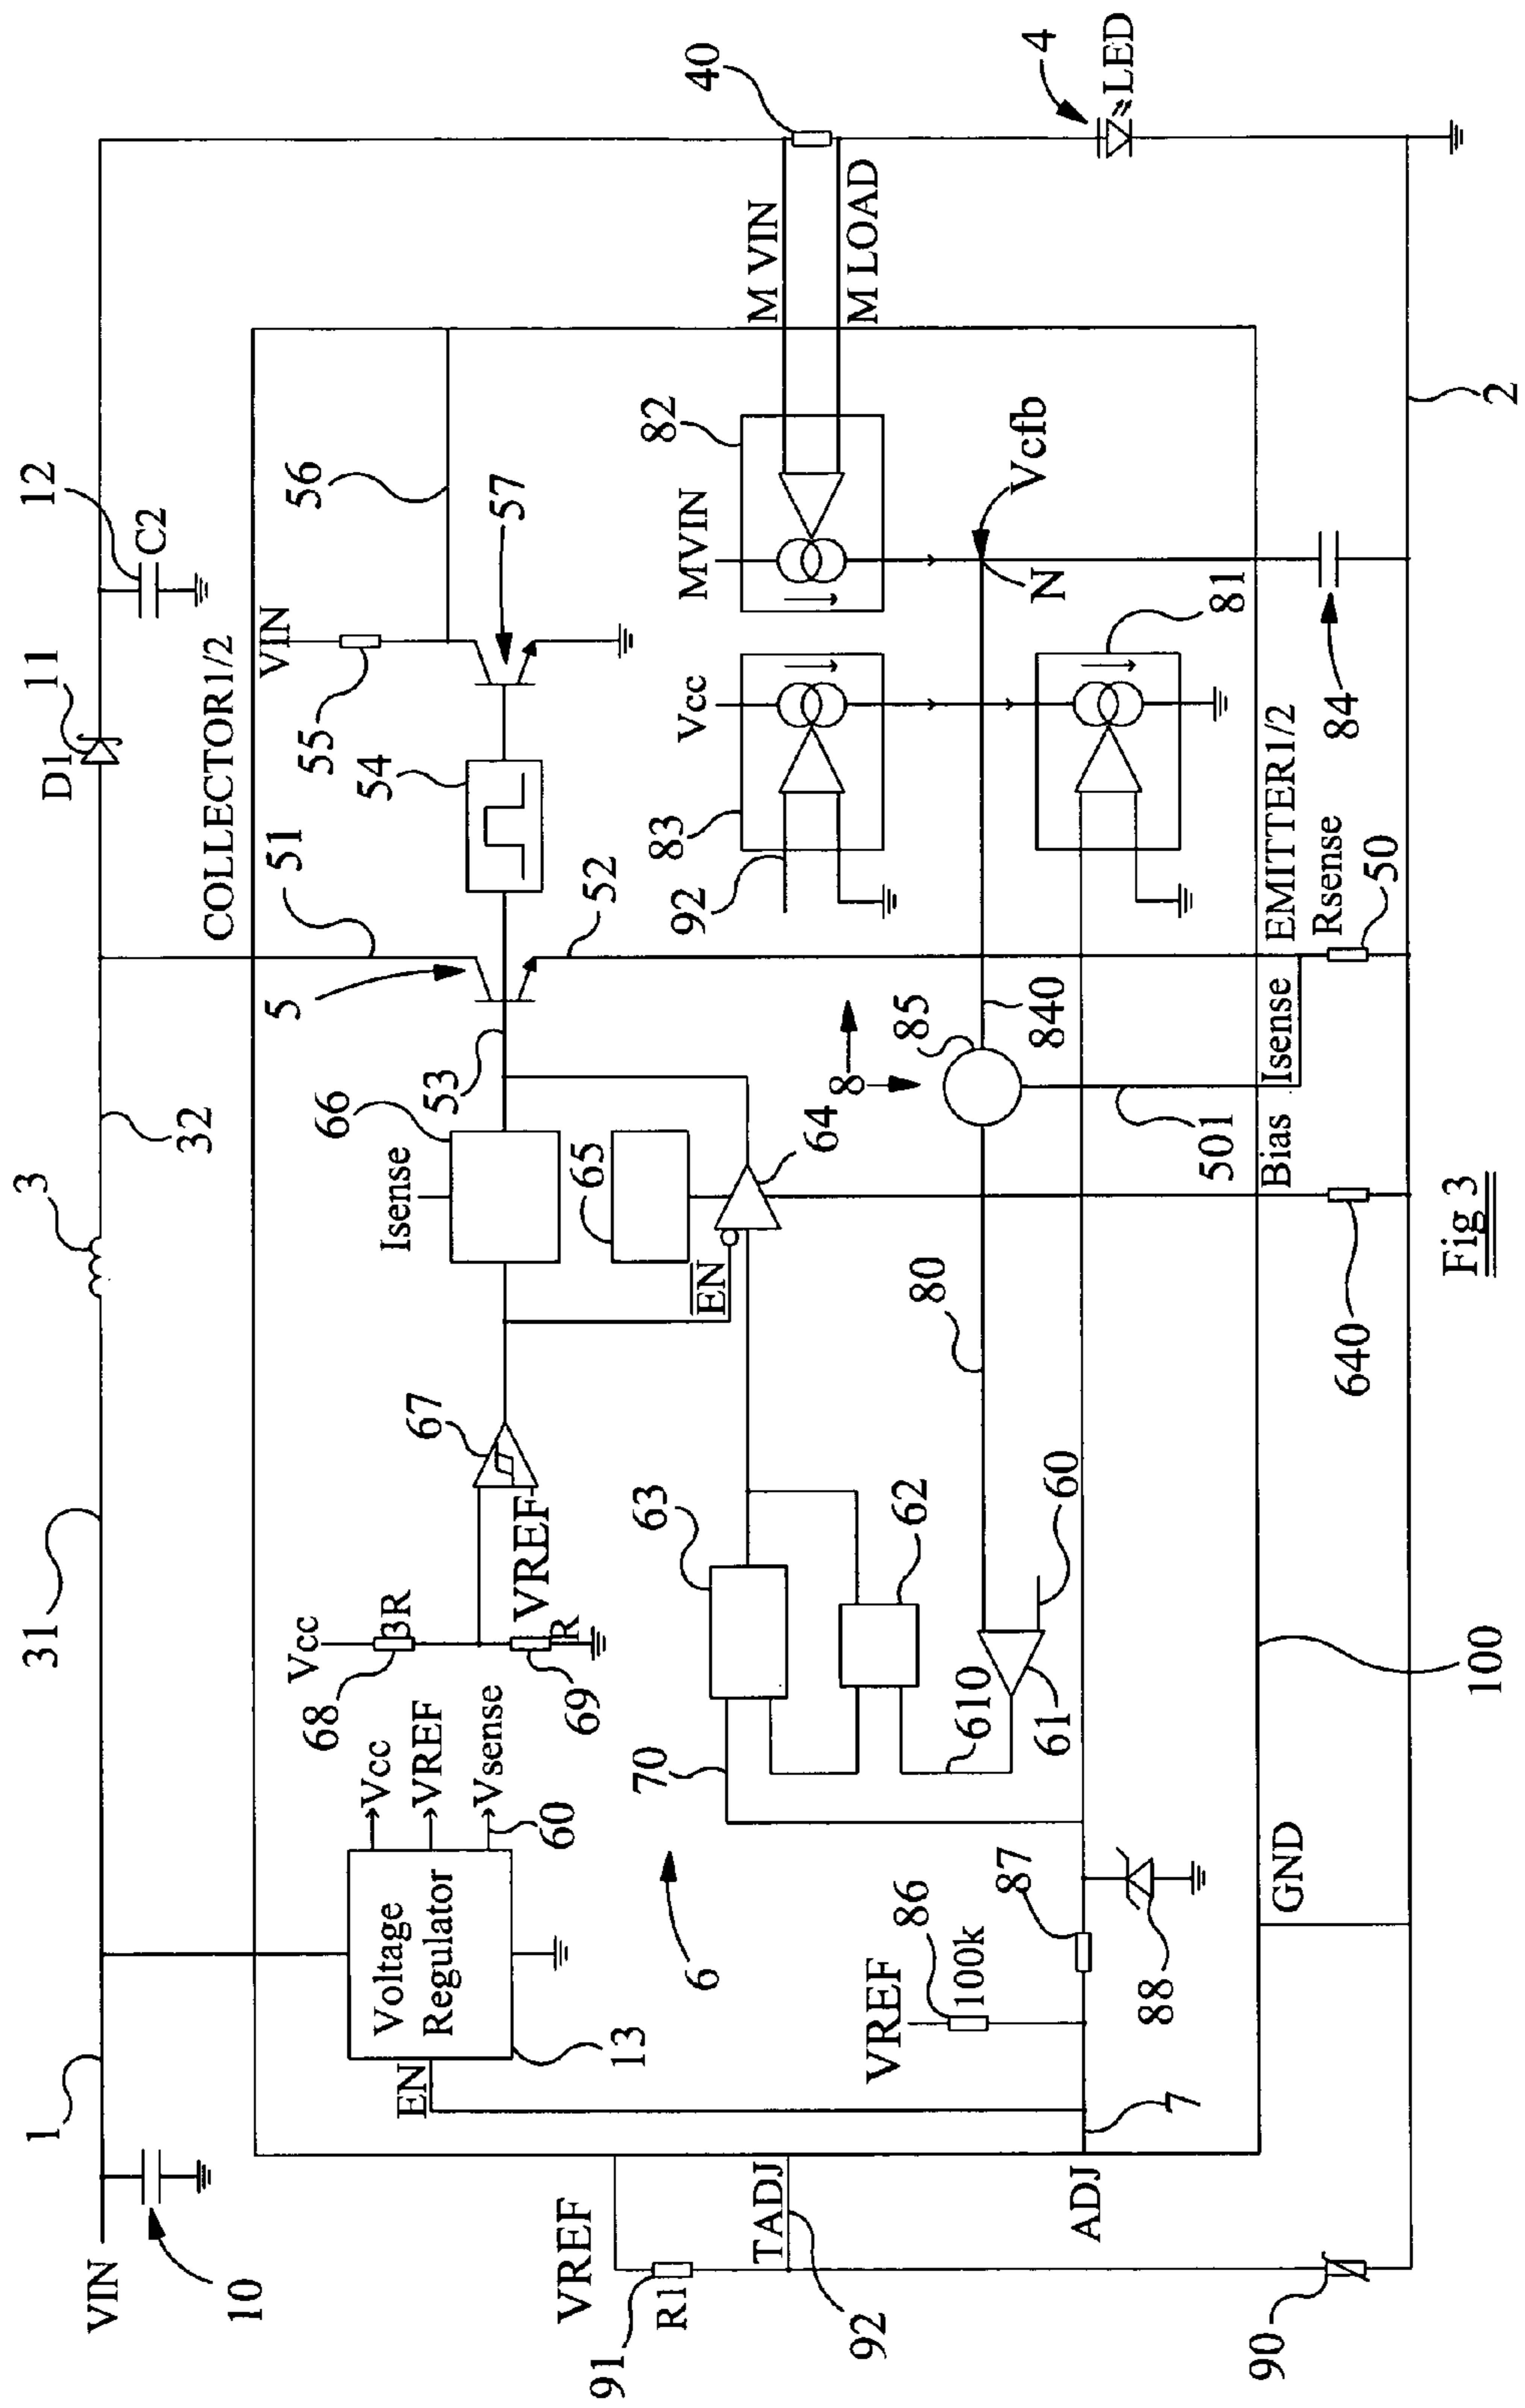 VIN
10
1
31
3
32
D1
11
12
C2
COLLECTOR1/2
Voltage
Regulator
EN
13
Vcc
VREF
Vsense
60
Vcc
68
3R
69
R
VREF
67
Isense
66
53
5
51
52
54
55
VIN
56
57
6
70
63
62
610
61
60
EN
65
64
8
80
85
840
83
Vcc
92
82
MVIN
M VIN
M LOAD
40
4
LED
Vcfb
N
81
84
VREF
91
R1
TADJ
92
ADJ
7
VREF
86
100k
87
88
GND
100
90
640
Bias
501
Isense
EMITTER1/2
Rsense
50
2
Fig 3